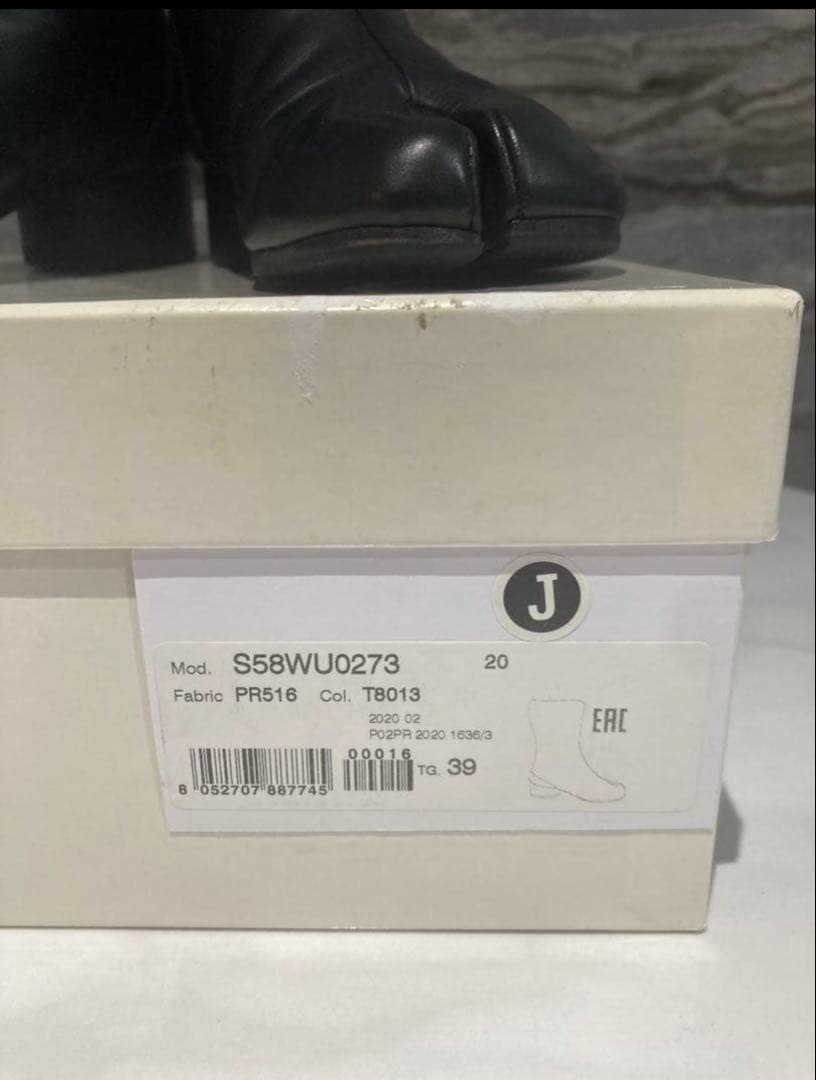 J
Mod. S58WU0273 20
Fabric PR516 Col. T8013
2020 02
P02PR 2020 1636/3
EAC
00016
TG. 39
8 052707 887745